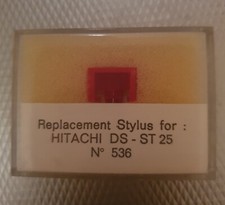 Replacement Stylus for :
HITACHI DS - ST 25
N° 536